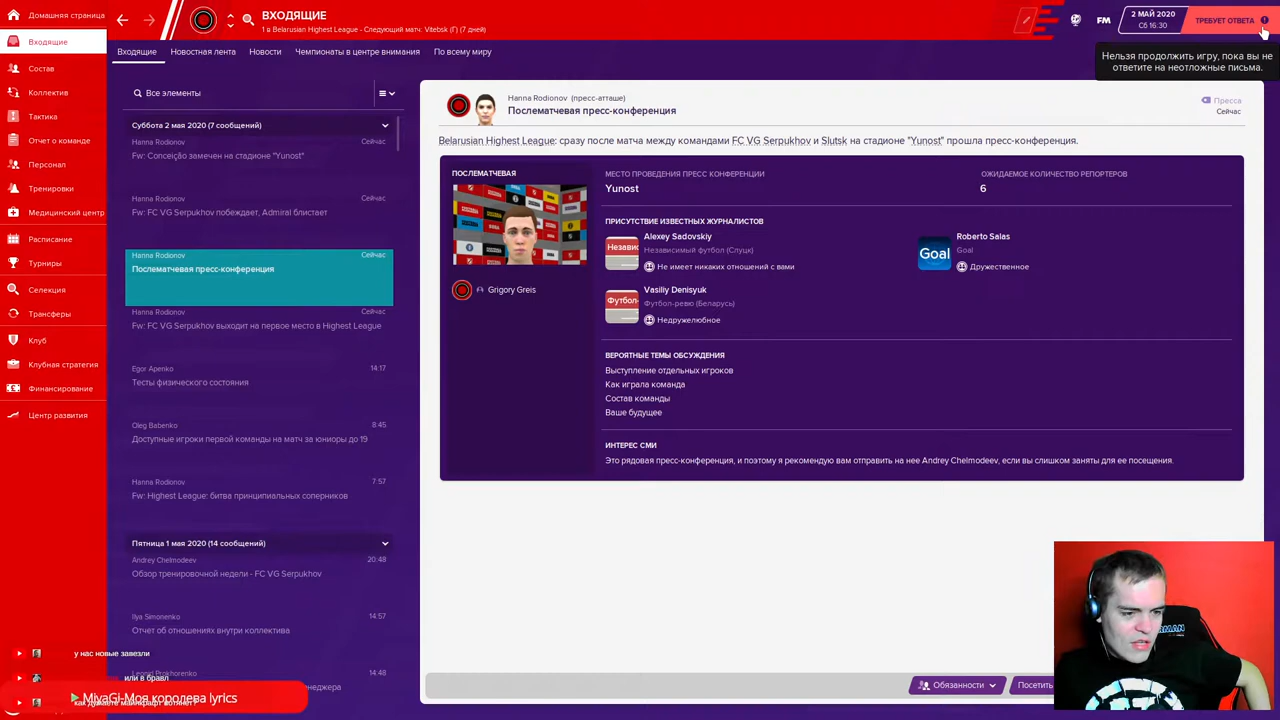 Домашняя страница
Входящие
Состав
Коллектив
Тактика
Отчет о команде
Персонал
Тренировки
Медицинский центр
Расписание
Турниры
Селекция
Трансферы
Клуб
Клубная стратегия
Финансирование
Центр развития
ВХОДЯЩИЕ
1 в Belarusian Highest League - Следующий матч: Vitebsk (Г) (7 дней)
FM
2 МАЙ 2020
Сб 16:30
ТРЕБУЕТ ОТВЕТА
Нельзя продолжить игру, пока вы не
ответите на неотложные письма.
Входящие Новостная лента Новости Чемпионаты в центре внимания По всему миру
Все элементы
Суббота 2 мая 2020 (7 сообщений)
Hanna Rodionov Сейчас
Fw: Conceição замечен на стадионе "Yunost"
Hanna Rodionov Сейчас
Fw: FC VG Serpukhov побеждает, Admiral блистает
Hanna Rodionov Сейчас
Послематчевая пресс-конференция
Hanna Rodionov Сейчас
Fw: FC VG Serpukhov выходит на первое место в Highest League
Egor Apenko 14:17
Тесты физического состояния
Oleg Babenko 8:45
Доступные игроки первой команды на матч за юниоры до 19
Hanna Rodionov 7:57
Fw: Highest League: битва принципиальных соперников
Пятница 1 мая 2020 (14 сообщений)
Andrey Chelmodeev 20:48
Обзор тренировочной недели - FC VG Serpukhov
Ilya Simonenko 14:57
Отчет об отношениях внутри коллектива
Leonid Prokhorenko 14:48
Hanna Rodionov (пресс-атташе)
Послематчевая пресс-конференция
Пресса
Сейчас
Belarusian Highest League: сразу после матча между командами FC VG Serpukhov и Slutsk на стадионе "Yunost" прошла пресс-конференция.
ПОСЛЕМАТЧЕВАЯ
Grigory Greis
МЕСТО ПРОВЕДЕНИЯ ПРЕСС КОНФЕРЕНЦИИ
Yunost
ОЖИДАЕМОЕ КОЛИЧЕСТВО РЕПОРТЕРОВ
6
ПРИСУТСТВИЕ ИЗВЕСТНЫХ ЖУРНАЛИСТОВ
Независ
Alexey Sadovskiy
Независимый футбол (Слуцк)
Не имеет никаких отношений с вами
Goal
Roberto Salas
Goal
Дружественное
Футбол-
Vasiliy Denisyuk
Футбол-ревю (Беларусь)
Недружелюбное
ВЕРОЯТНЫЕ ТЕМЫ ОБСУЖДЕНИЯ
Выступление отдельных игроков
Как играла команда
Состав команды
Ваше будущее
ИНТЕРЕС СМИ
Это рядовая пресс-конференция, и поэтому я рекомендую вам отправить на нее Andrey Chelmodeev, если вы слишком заняты для ее посещения.
Обязанности
Посетить
у нас новые завезли
или в бравл
MiyaGi-Моя королева lyrics